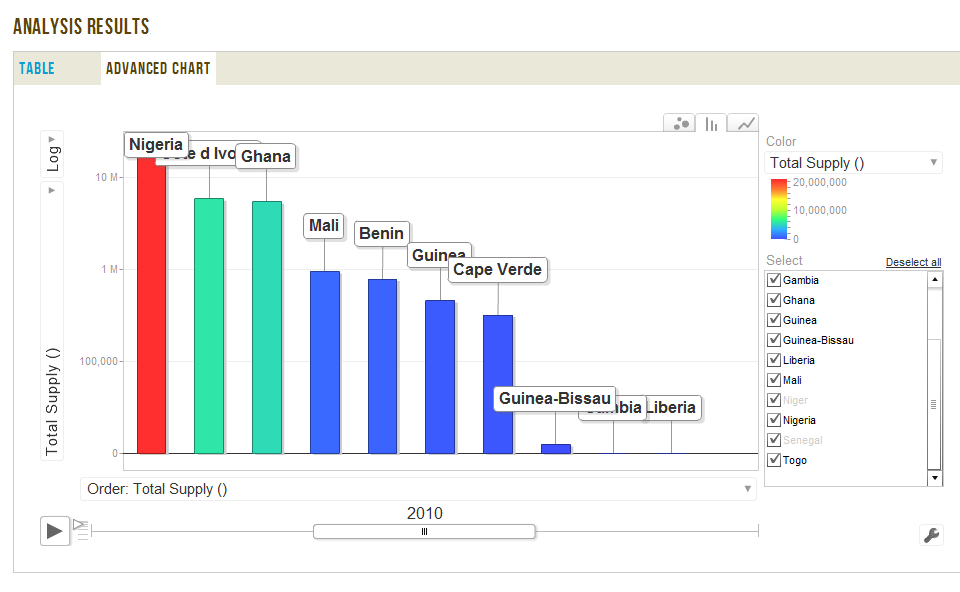 ANALYSIS RESULTS
TABLE
ADVANCED CHART
Log
Total Supply ()
10 M
1 M
100,000
0
Nigeria
Ghana
Mali
Benin
Guinea
Cape Verde
Guinea-Bissau
Liberia
Order: Total Supply ()
2010
Color
Total Supply ()
20,000,000
10,000,000
0
Select
Deselect all
Gambia
Ghana
Guinea
Guinea-Bissau
Liberia
Mali
Niger
Nigeria
Senegal
Togo